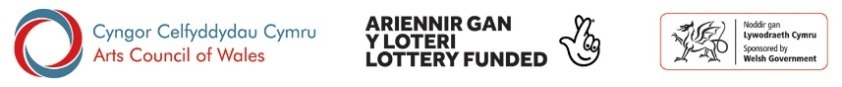 Cyngor Celfyddydau Cymru
Arts Council of Wales
ARIENNIR GAN
Y LOTERI
LOTTERY FUNDED
Noddir gan
Lywodraeth Cymru
Sponsored by
Welsh Government